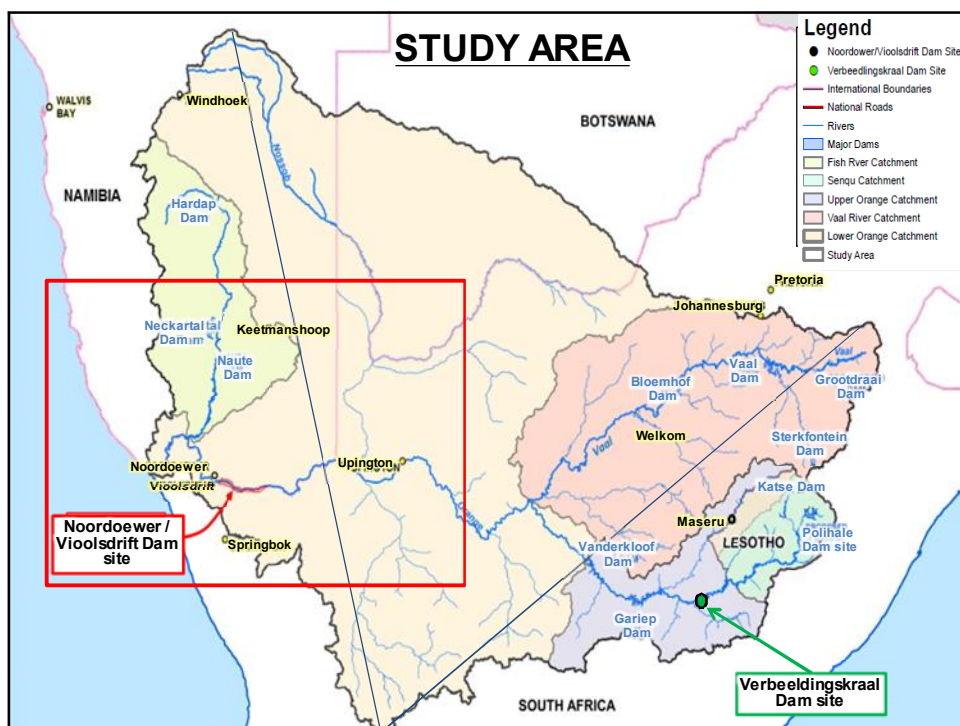 STUDY AREA
Legend
Noordower/Vioolsdrift Dam Site
Verbeedlingskraal Dam Site
International Boundaries
National Roads
Rivers
Major Dams
Fish Rver Catchment
Senqu Catchment
Upper Orange Catchment
Vaal River Catchment
Lower Orange Catchment
Study Area
WALVIS
BAY
Windhoek
BOTSWANA
Nossob
NAMIBIA
Hardap
Dam
Pretoria
Johannesburg
Neckartal
Dam
Keetmanshoop
Naute
Dam
Vaal
Dam
Vaal
Bloemhof
Dam
Grootdraai
Dam
Welkom
Vaal
Sterkfontein
Dam
Noordoewer
Vioolsdrift
Upington
Katse Dam
Orange
Maseru
LESOTHO
Polihale
Dam site
Noordoewer /
Vioolsdrift Dam
site
Springbok
Vanderkloof
Dam
Gariep
Dam
Verbeeldingskraal
Dam site
SOUTH AFRICA